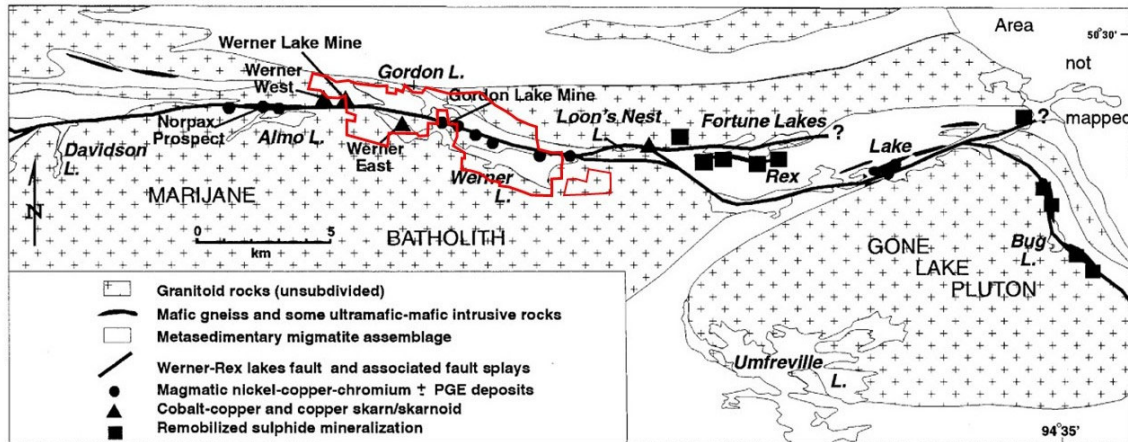 Area
50°30'
Werner Lake Mine
Gordon L.
Werner
West
not
Gordon Lake Mine
mapped
Loon's Nest
L.
Fortune Lakes
?
?
Norpax
Prospect
Almo L.
Lake
Davidson
L.
Werner
East
Rex
Werner
L.
MARIJANE
N
0
5
km
BATHOLITH
GONE
LAKE
PLUTON
Bug
L.
Granitoid rocks (unsubdivided)
Mafic gneiss and some ultramafic-mafic intrusive rocks
Metasedimentary migmatite assemblage
Werner-Rex lakes fault and associated fault splays
Magmatic nickel-copper-chromium ± PGE deposits
Cobalt-copper and copper skarn/skarnoid
Remobilized sulphide mineralization
Umfreville
L.
94°35'